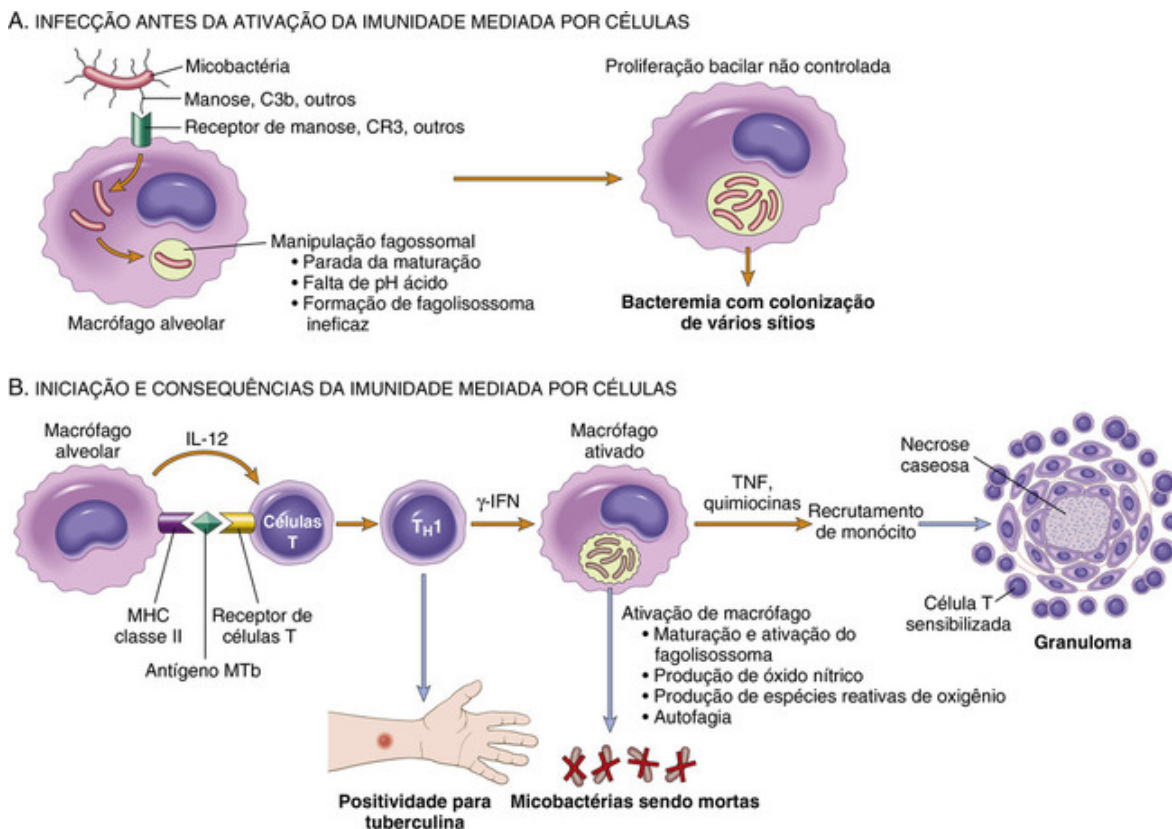 A. INFECÇÃO ANTES DA ATIVAÇÃO DA IMUNIDADE MEDIADA POR CÉLULAS
Micobactéria
Manose, C3b, outros
Receptor de manose, CR3, outros
Manipulação fagossomal
• Parada da maturação
• Falta de pH ácido
• Formação de fagolisossoma
ineficaz
Macrófago alveolar
Proliferação bacilar não controlada
Bacteremia com colonização
de vários sítios
B. INICIAÇÃO E CONSEQUÊNCIAS DA IMUNIDADE MEDIADA POR CÉLULAS
Macrófago
alveolar
IL-12
Células
T
MHC
classe II
Antígeno MTb
Receptor de
células T
TH1
γ-IFN
Macrófago
ativado
TNF,
quimiocinas
Recrutamento
de monócito
Necrose
caseosa
Célula T
sensibilizada
Granuloma
Ativação de macrófago
• Maturação e ativação do
fagolisossoma
• Produção de óxido nítrico
• Produção de espécies reativas de oxigênio
• Autofagia
Positividade para
tuberculina
Micobactérias sendo mortas